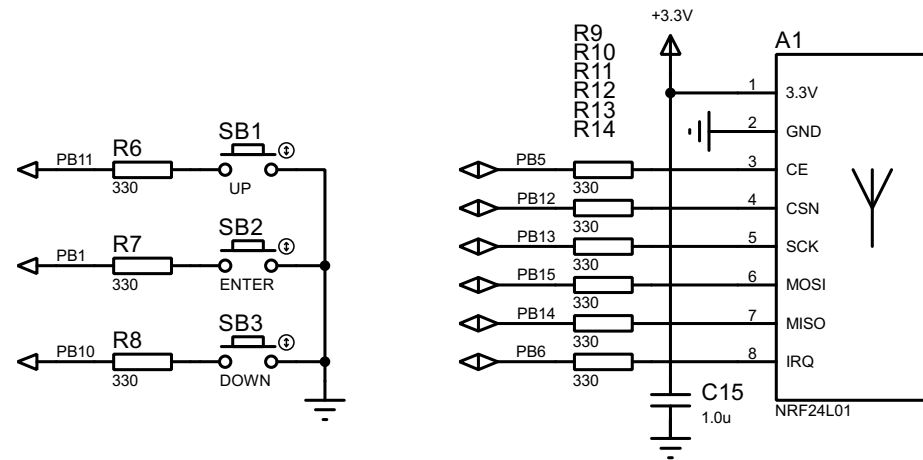 PB11
R6
330
SB1
UP
PB1
R7
330
SB2
ENTER
PB10
R8
330
SB3
DOWN
+3.3V
R9
R10
R11
R12
R13
R14
A1
1 3.3V
2 GND
PB5 330 3 CE
PB12 330 4 CSN
PB13 330 5 SCK
PB15 330 6 MOSI
PB14 330 7 MISO
PB6 330 8 IRQ
C15
1.0u
NRF24L01